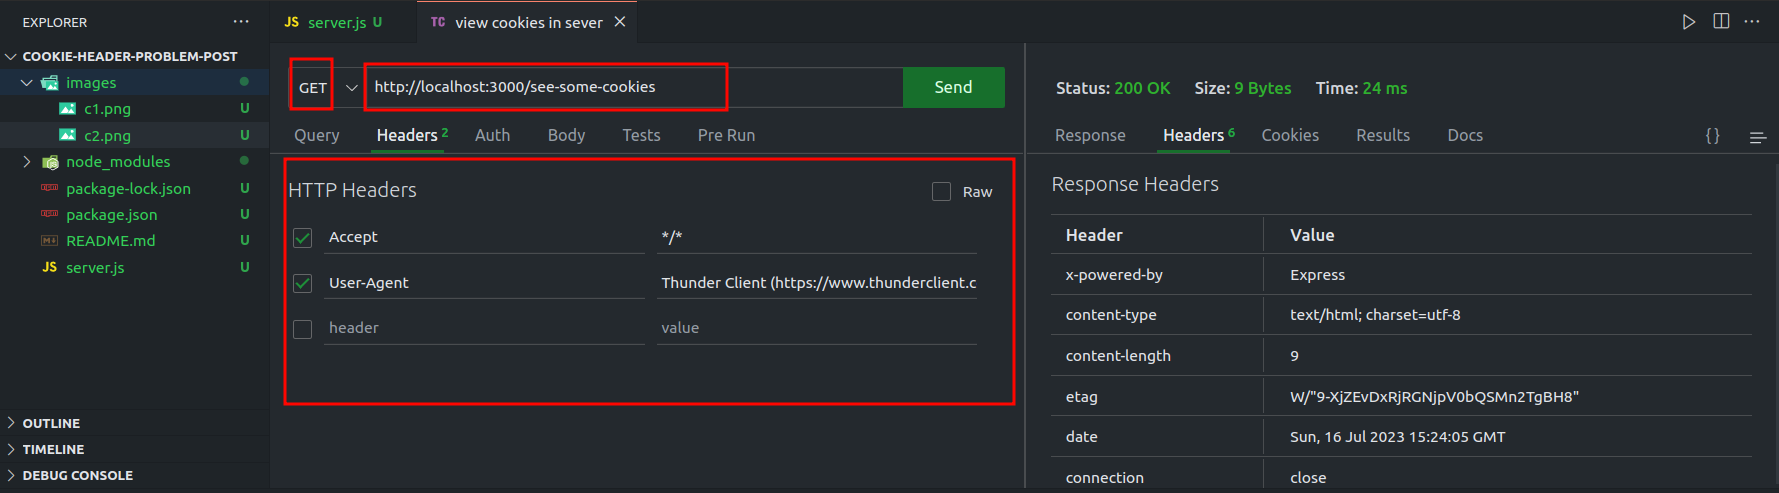 EXPLORER ...
COOKIE-HEADER-PROBLEM-POST
images
c1.png U
c2.png U
node_modules
package-lock.json U
package.json U
README.md U
JS server.js U
OUTLINE
TIMELINE
DEBUG CONSOLE
JS server.js U
TC view cookies in sever
GET http://localhost:3000/see-some-cookies Send
Query Headers 2 Auth Body Tests Pre Run
HTTP Headers Raw
Accept */*
User-Agent Thunder Client (https://www.thunderclient.c
header value
Status: 200 OK Size: 9 Bytes Time: 24 ms
Response Headers 6 Cookies Results Docs {}
Response Headers
Header Value
x-powered-by Express
content-type text/html; charset=utf-8
content-length 9
etag W/"9-XjZEvDxRjRGNjpV0bQSMn2TgBH8"
date Sun, 16 Jul 2023 15:24:05 GMT
connection close